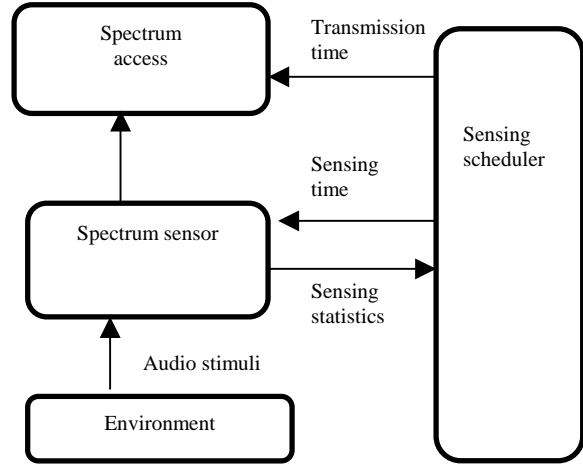 Spectrum
access
Transmission
time
Sensing
scheduler
Sensing
time
Spectrum sensor
Sensing
statistics
Audio stimuli
Environment